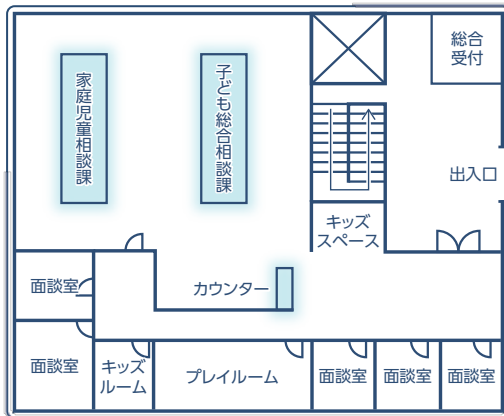 総合
受付
家庭児童相談課
子ども総合相談課
出入口
キッズ
スペース
面談室
カウンター
面談室
キッズ
ルーム
プレイルーム
面談室
面談室
面談室